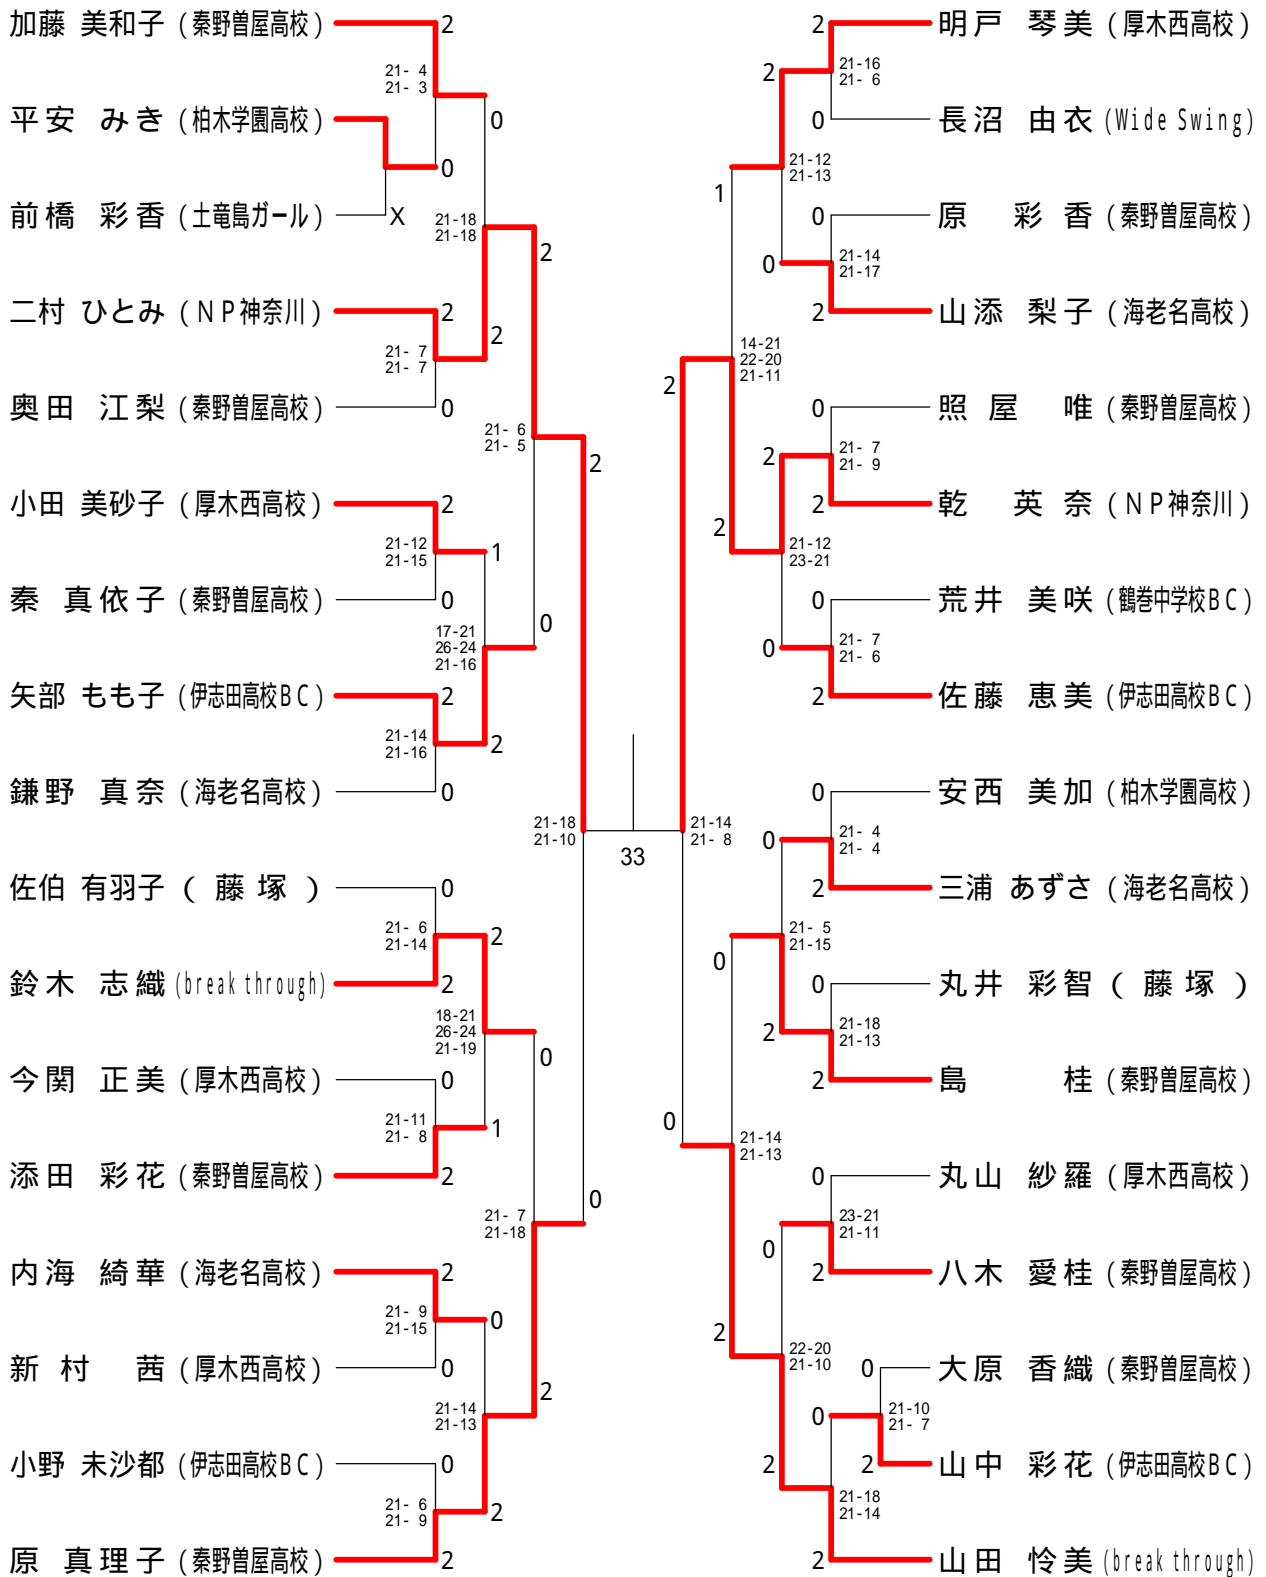 加藤 美和子 (秦野曽屋高校) 2
21- 4
21- 3
0
平安 みき (柏木学園高校)
0
前橋 彩香 (土竜島ガール) X
21-18
21-18
2
二村 ひとみ (ＮＰ神奈川) 2
2
21- 7
21- 7
奥田 江梨 (秦野曽屋高校) 0
21- 6
21- 5
2
小田 美砂子 (厚木西高校) 2
21-12
21-15
1
秦 真依子 (秦野曽屋高校) 0
0
17-21
26-24
21-16
矢部 もも子 (伊志田高校ＢＣ) 2
21-14
21-16
2
鎌野 真奈 (海老名高校) 0
21-18
21-10
33
佐伯 有羽子 ( 藤 塚 ) 0
21- 6
21-14
2
鈴木 志織 (break through) 2
18-21
26-24
21-19
0
今関 正美 (厚木西高校) 0
21-11
21- 8
1
添田 彩花 (秦野曽屋高校) 2
0
21- 7
21-18
内海 綺華 (海老名高校) 2
21- 9
21-15
0
新村 茜 (厚木西高校) 0
2
21-14
21-13
小野 未沙都 (伊志田高校ＢＣ) 0
21- 6
21- 9
2
原 真理子 (秦野曽屋高校) 2
2 明戸 琴美 (厚木西高校)
2
21-16
21- 6
0 長沼 由衣 (Wide Swing)
21-12
21-13
1
0 原 彩香 (秦野曽屋高校)
21-14
21-17
0
2 山添 梨子 (海老名高校)
14-21
22-20
21-11
2
0 照屋 唯 (秦野曽屋高校)
21- 7
21- 9
2
2 乾 英奈 (ＮＰ神奈川)
2
21-12
23-21
0 荒井 美咲 (鶴巻中学校ＢＣ)
21- 7
21- 6
0
2 佐藤 恵美 (伊志田高校ＢＣ)
0 安西 美加 (柏木学園高校)
21-14
21- 8
0
21- 4
21- 4
2 三浦 あずさ (海老名高校)
21- 5
21-15
0
0 丸井 彩智 ( 藤 塚 )
21-18
21-13
2
2 島 桂 (秦野曽屋高校)
0
21-14
21-13
0 丸山 紗羅 (厚木西高校)
23-21
21-11
0
2 八木 愛桂 (秦野曽屋高校)
2
22-20
21-10
0 大原 香織 (秦野曽屋高校)
0
21-10
21- 7
2 山中 彩花 (伊志田高校ＢＣ)
2
21-18
21-14
2 山田 怜美 (break through)